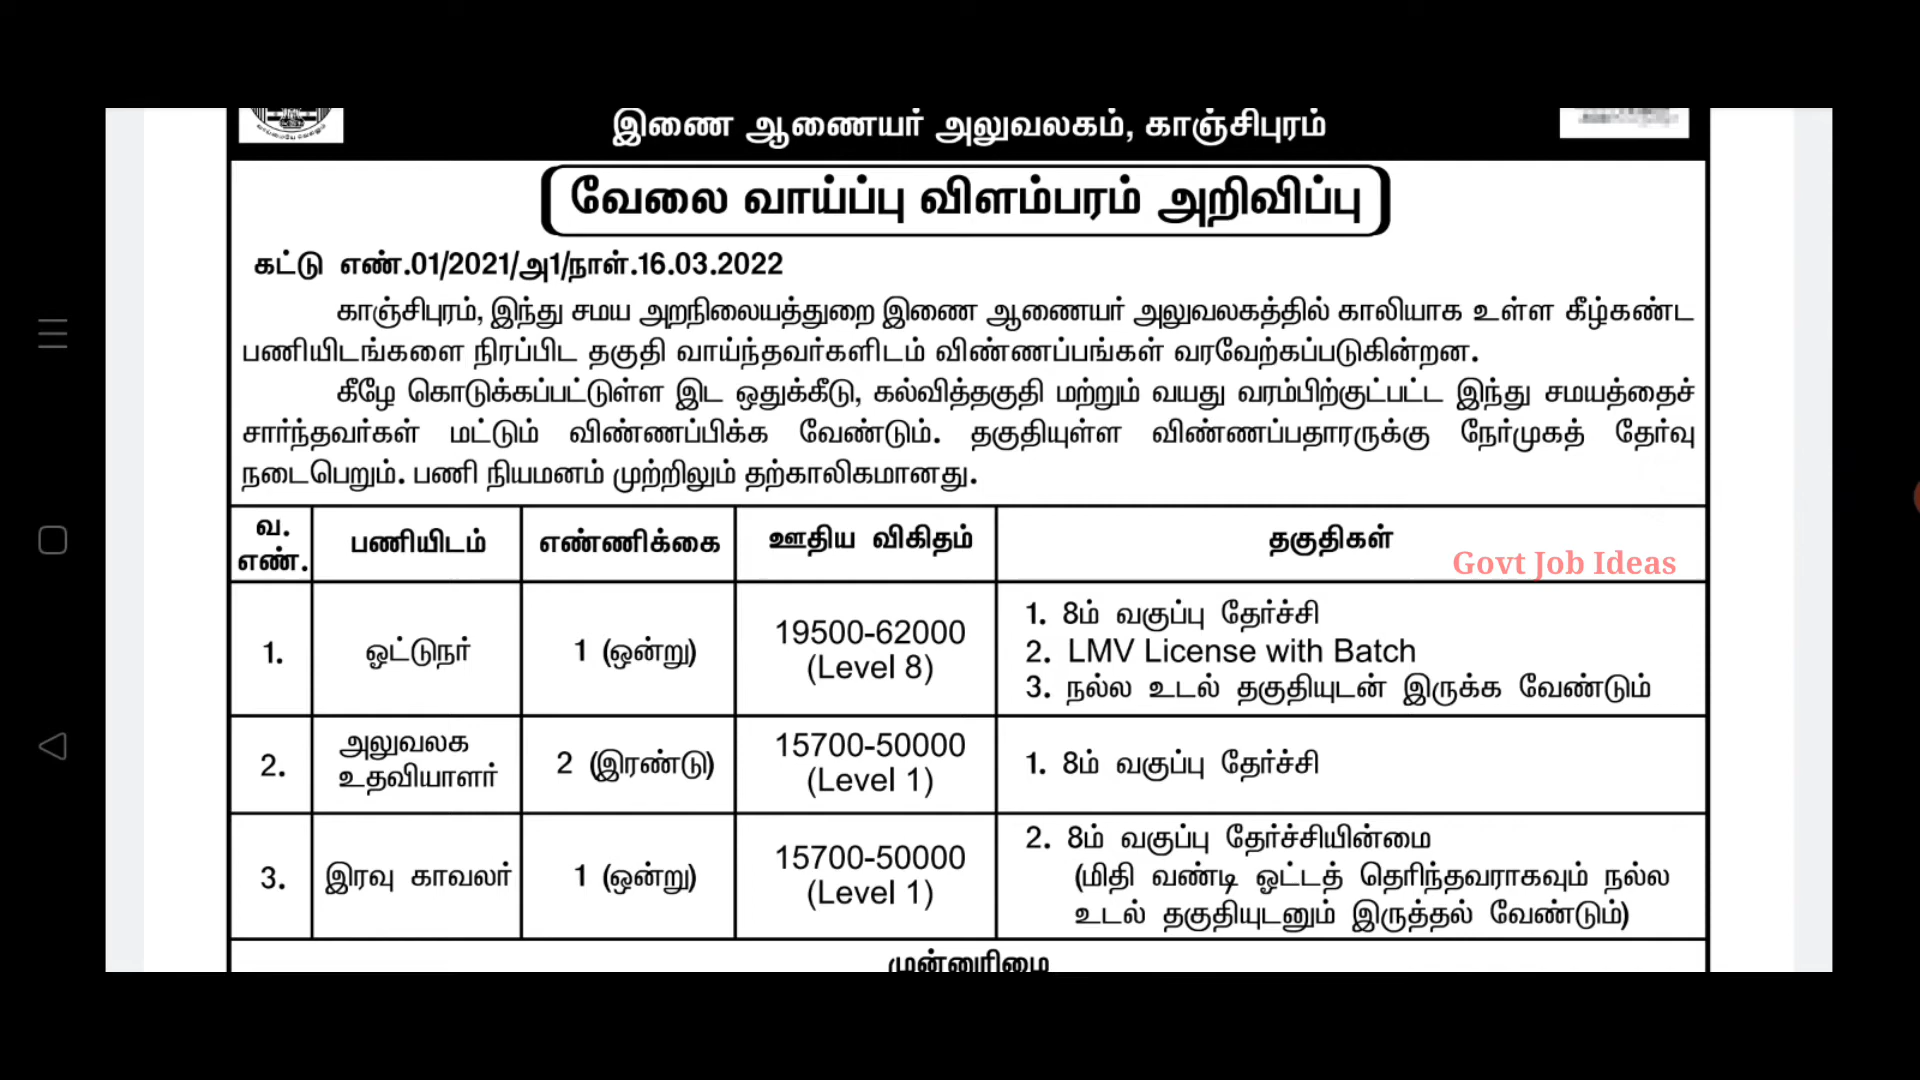 இணை ஆணையர் அலுவலகம், காஞ்சிபுரம்
வேலை வாய்ப்பு விளம்பரம் அறிவிப்பு
கட்டு எண்.01/2021/அ1/நாள்.16.03.2022
காஞ்சிபுரம், இந்து சமய அறநிலையத்துறை இணை ஆணையர் அலுவலகத்தில் காலியாக உள்ள கீழ்கண்ட
பணியிடங்களை நிரப்பிட தகுதி வாய்ந்தவர்களிடம் விண்ணப்பங்கள் வரவேற்கப்படுகின்றன.
கீழே கொடுக்கப்பட்டுள்ள இட ஒதுக்கீடு, கல்வித்தகுதி மற்றும் வயது வரம்பிற்குட்பட்ட இந்து சமயத்தைச்
சார்ந்தவர்கள் மட்டும் விண்ணப்பிக்க வேண்டும். தகுதியுள்ள விண்ணப்பதாரருக்கு நேர்முகத் தேர்வு
நடைபெறும். பணி நியமனம் முற்றிலும் தற்காலிகமானது.
வ. எண். பணியிடம் எண்ணிக்கை ஊதிய விகிதம் தகுதிகள்
Govt Job Ideas
1. ஓட்டுநர் 1 (ஒன்று) 19500-62000 (Level 8) 1. 8ம் வகுப்பு தேர்ச்சி
2. LMV License with Batch
3. நல்ல உடல் தகுதியுடன் இருக்க வேண்டும்
2. அலுவலக உதவியாளர் 2 (இரண்டு) 15700-50000 (Level 1) 1. 8ம் வகுப்பு தேர்ச்சி
3. இரவு காவலர் 1 (ஒன்று) 15700-50000 (Level 1) 2. 8ம் வகுப்பு தேர்ச்சியின்மை
(மிதி வண்டி ஓட்டத் தெரிந்தவராகவும் நல்ல
உடல் தகுதியுடனும் இருத்தல் வேண்டும்)
முன்னுரிமை